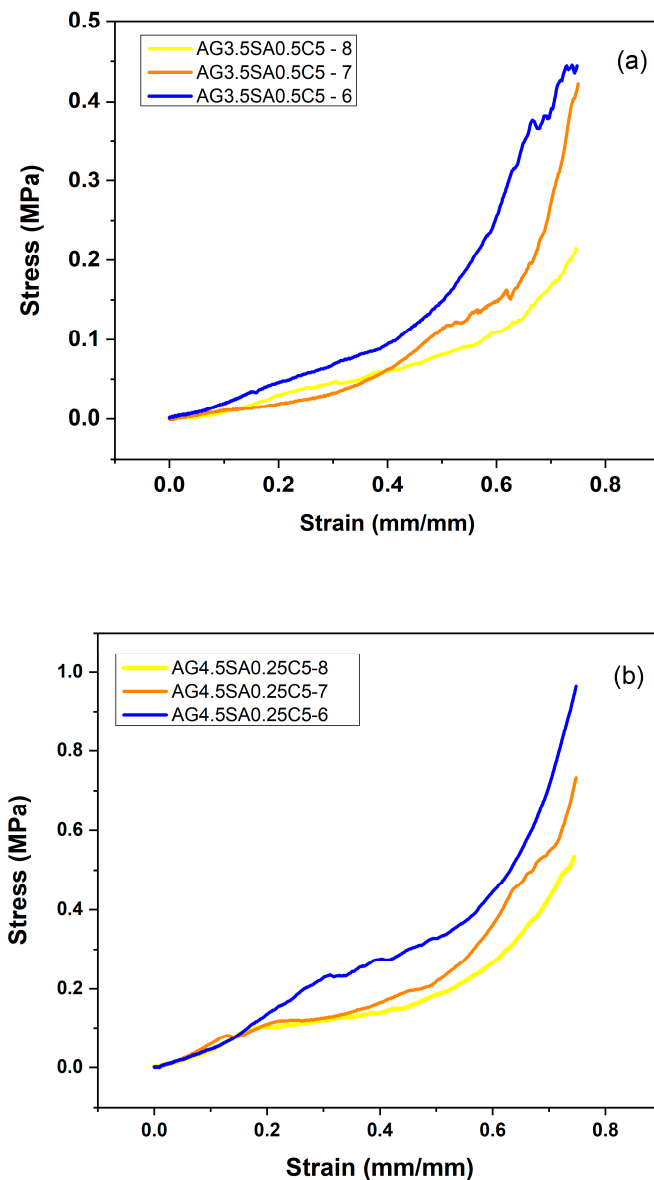 0.5
AG3.5SA0.5C5 - 8
(a)
AG3.5SA0.5C5 - 7
AG3.5SA0.5C5 - 6
0.4
0.3
Stress (MPa)
0.2
0.1
0.0
0.0 0.2 0.4 0.6 0.8
Strain (mm/mm)
AG4.5SA0.25C5-8
(b)
1.0
AG4.5SA0.25C5-7
AG4.5SA0.25C5-6
0.8
0.6
Stress (MPa)
0.4
0.2
0.0
0.0 0.2 0.4 0.6 0.8
Strain (mm/mm)